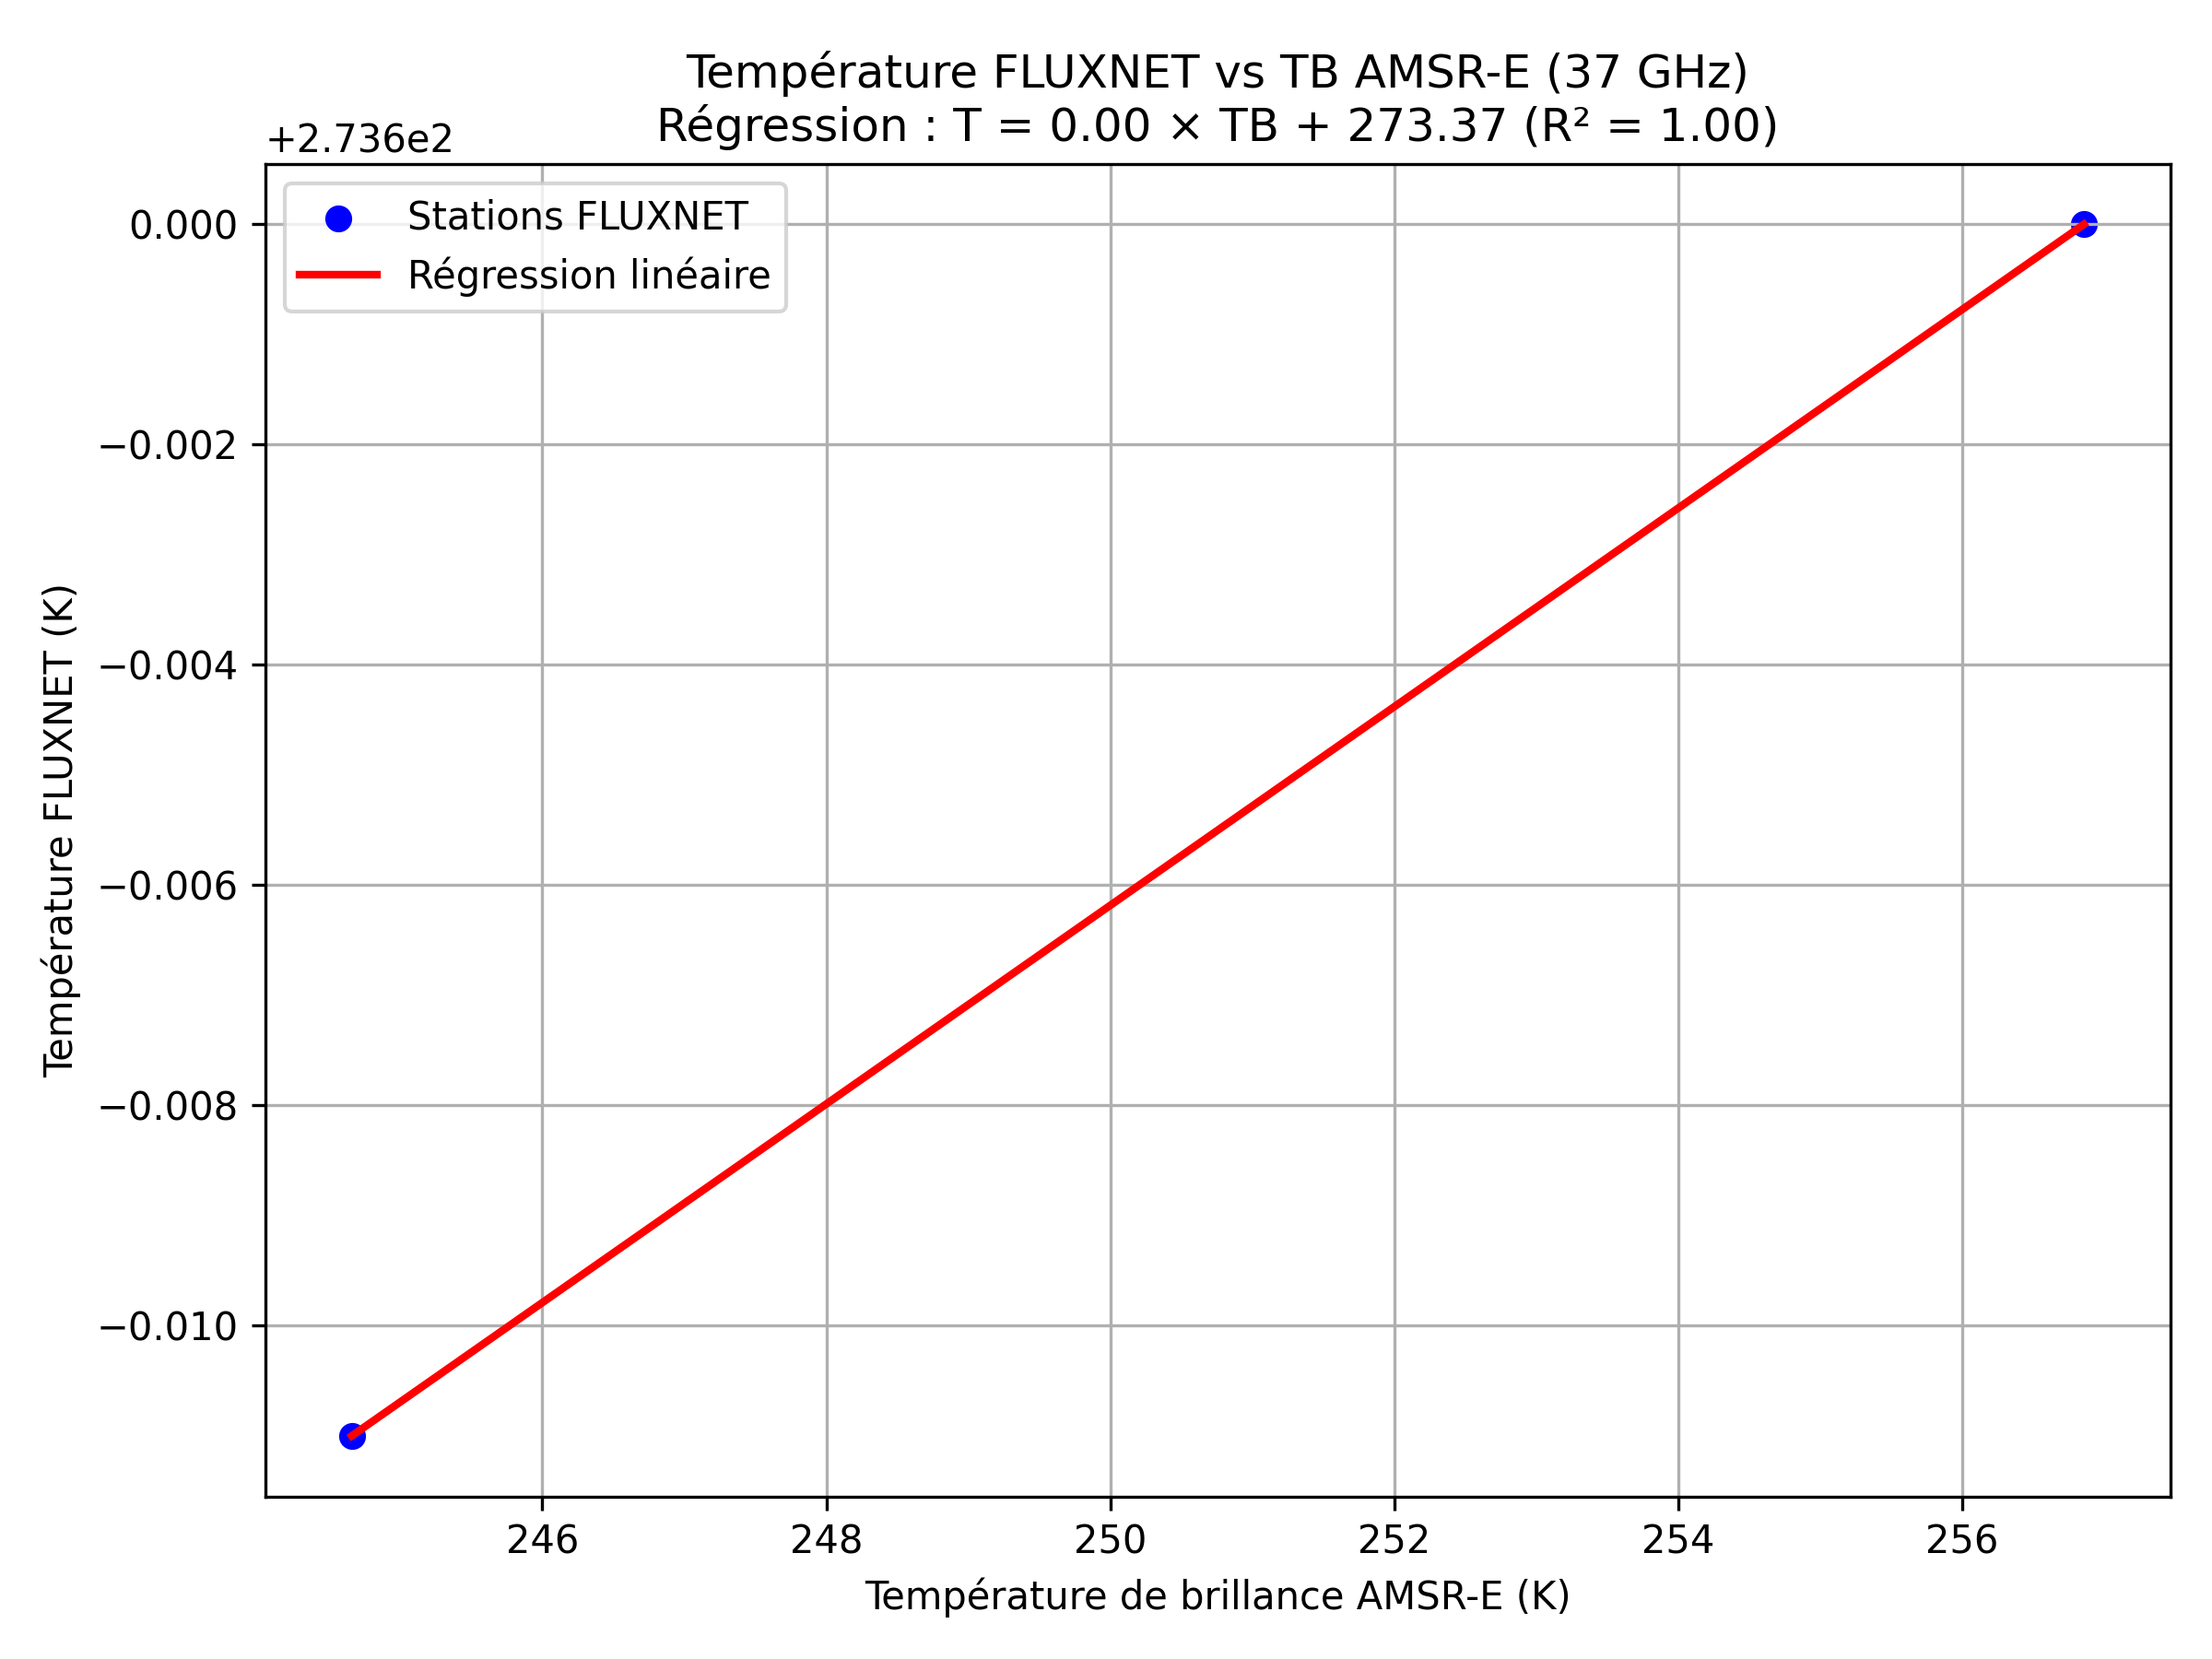 Température FLUXNET vs TB AMSR-E (37 GHz)
Régression : T = 0.00 × TB + 273.37 (R² = 1.00)
+2.736e2
Stations FLUXNET
Régression linéaire
0.000
−0.002
−0.004
−0.006
−0.008
−0.010
Température FLUXNET (K)
246 248 250 252 254 256
Température de brillance AMSR-E (K)